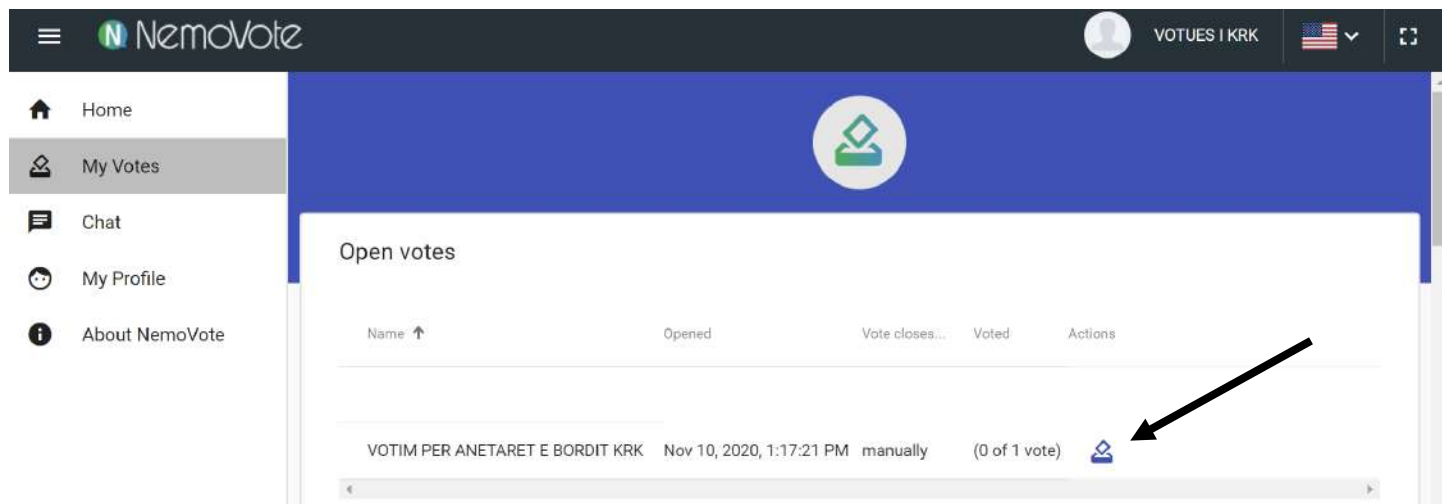 NemoVote
VOTUES I KRK
Home
My Votes
Chat
My Profile
About NemoVote
Open votes
Name Opened Vote closes... Voted Actions
VOTIM PER ANETARET E BORDIT KRK Nov 10, 2020, 1:17:21 PM manually (0 of 1 vote)